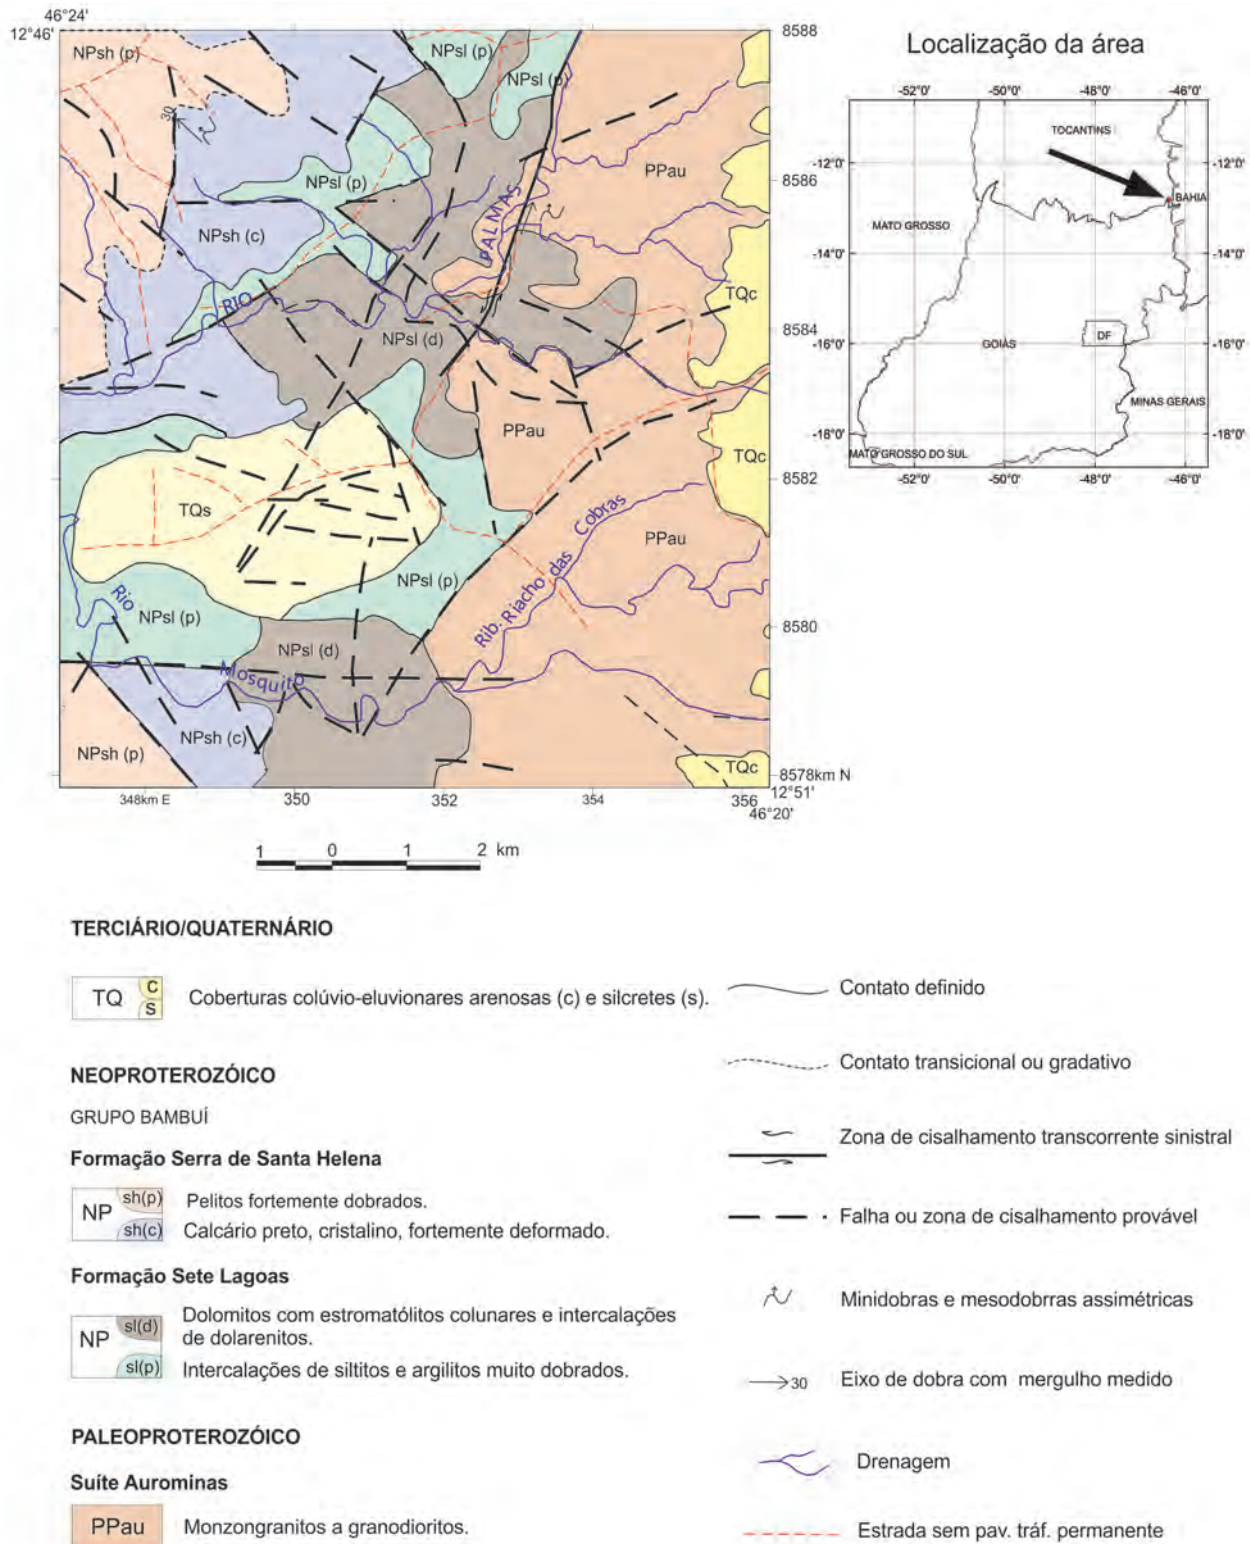 46°24'
12°46'
8588
NPsh (p)
NPsl (p)
NPsl (p)
30
PPau
8586
NPsl (p)
PALMAS
NPsh (c)
TQc
RIO
8584
NPsl (d)
PPau
TQc
8582
TQs
Rib. Riacho das Cobras
PPau
NPsl (p)
Rio
NPsl (p)
8580
NPsl (d)
Mosquito
NPsh (c)
NPsh (p)
TQc
8578km N
348km E
350
352
354
356
12°51'
46°20'
1 0 1 2 km
Localização da área
-52°0' -50°0' -48°0' -46°0'
TOCANTINS
-12°0' -12°0'
BAHIA
MATO GROSSO
-14°0' -14°0'
DF
GOIÁS
-16°0' -16°0'
MINAS GERAIS
-18°0' -18°0'
MATO GROSSO DO SUL
-52°0' -50°0' -48°0' -46°0'
TERCIÁRIO/QUATERNÁRIO
TQ c s
Coberturas colúvio-eluvionares arenosas (c) e silcretes (s).
NEOPROTEROZÓICO
GRUPO BAMBUÍ
Formação Serra de Santa Helena
NP sh(p) Pelitos fortemente dobrados.
sh(c) Calcário preto, cristalino, fortemente deformado.
Formação Sete Lagoas
NP sl(d) Dolomitos com estromatólitos colunares e intercalações
de dolarenitos.
sl(p) Intercalações de siltitos e argilitos muito dobrados.
PALEOPROTEROZÓICO
Suíte Aurominas
PPau Monzongranitos a granodioritos.
Contato definido
Contato transicional ou gradativo
Zona de cisalhamento transcorrente sinistral
Falha ou zona de cisalhamento provável
Minidobras e mesodobrras assimétricas
30 Eixo de dobra com mergulho medido
Drenagem
Estrada sem pav. tráf. permanente